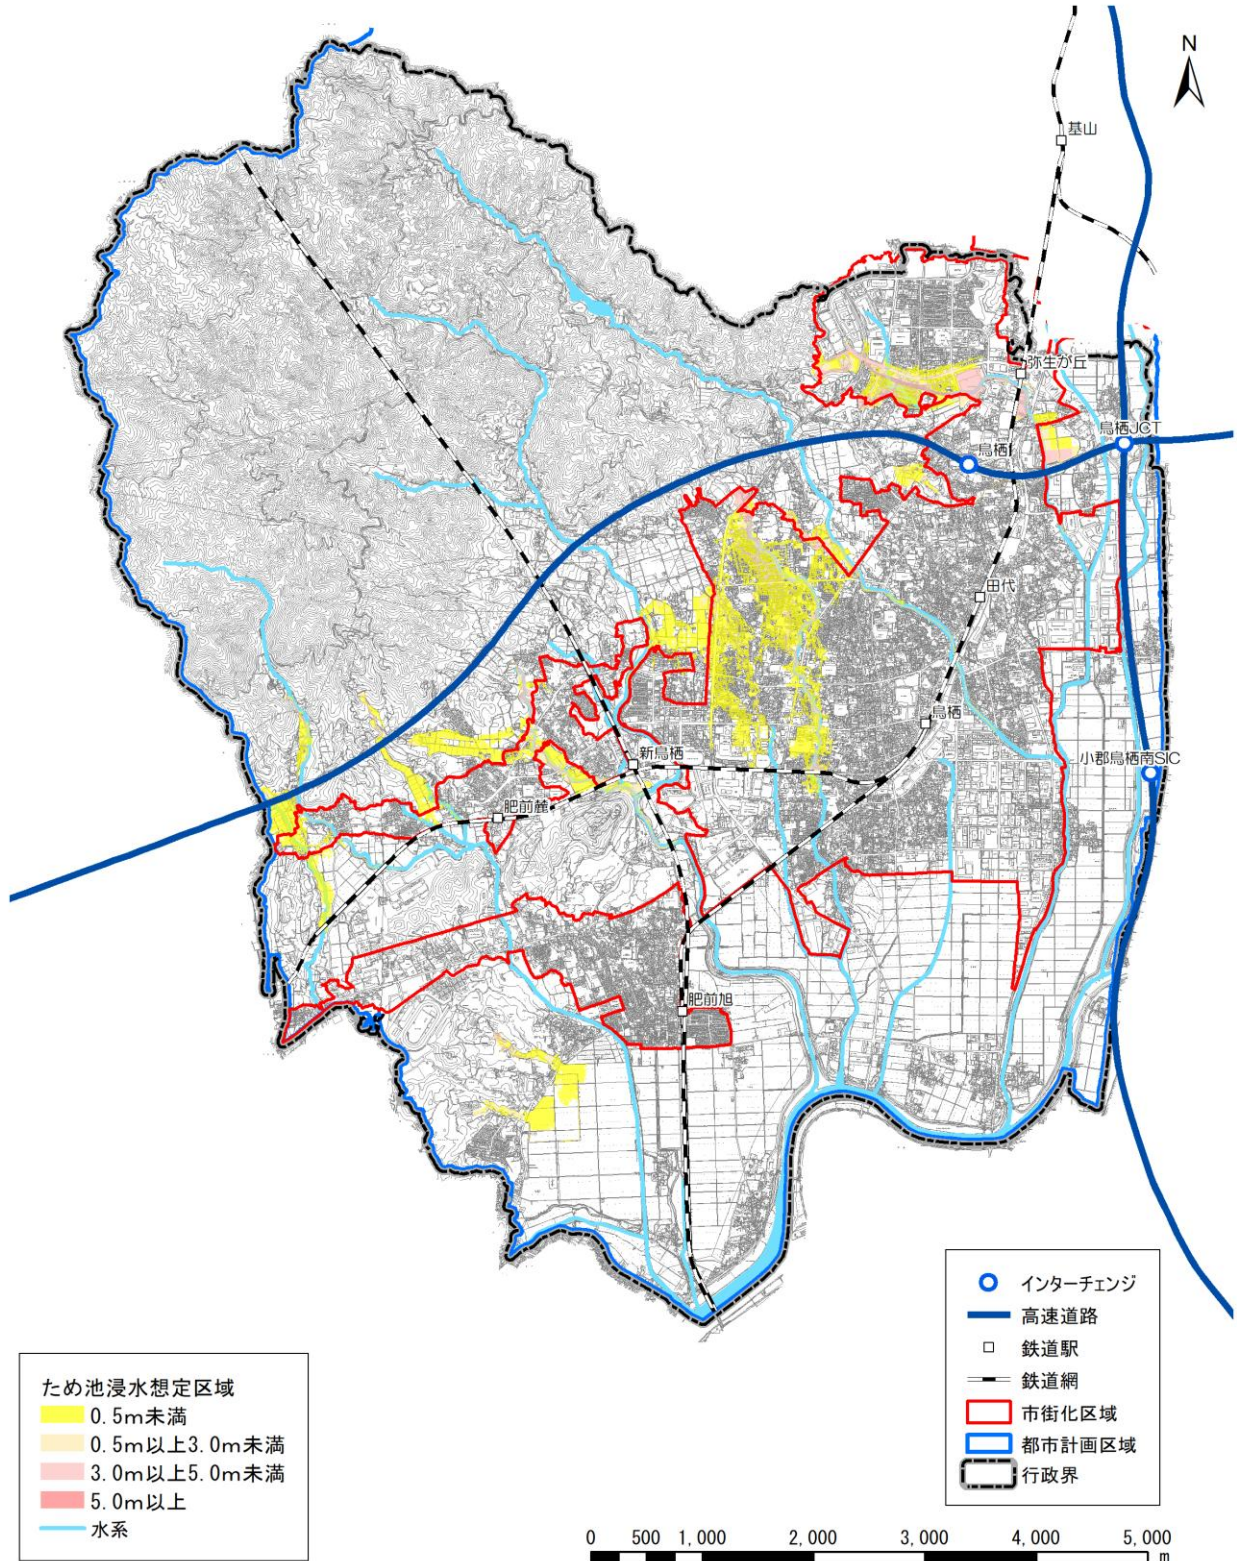 N
基山
弥生が丘
鳥栖JCT
鳥栖
田代
鳥栖
小郡鳥栖南SIC
新鳥栖
肥前麓
肥前旭
インターチェンジ
高速道路
鉄道駅
鉄道網
市街化区域
都市計画区域
行政界
ため池浸水想定区域
0.5m未満
0.5m以上3.0m未満
3.0m以上5.0m未満
5.0m以上
水系
0 500 1,000 2,000 3,000 4,000 5,000
m